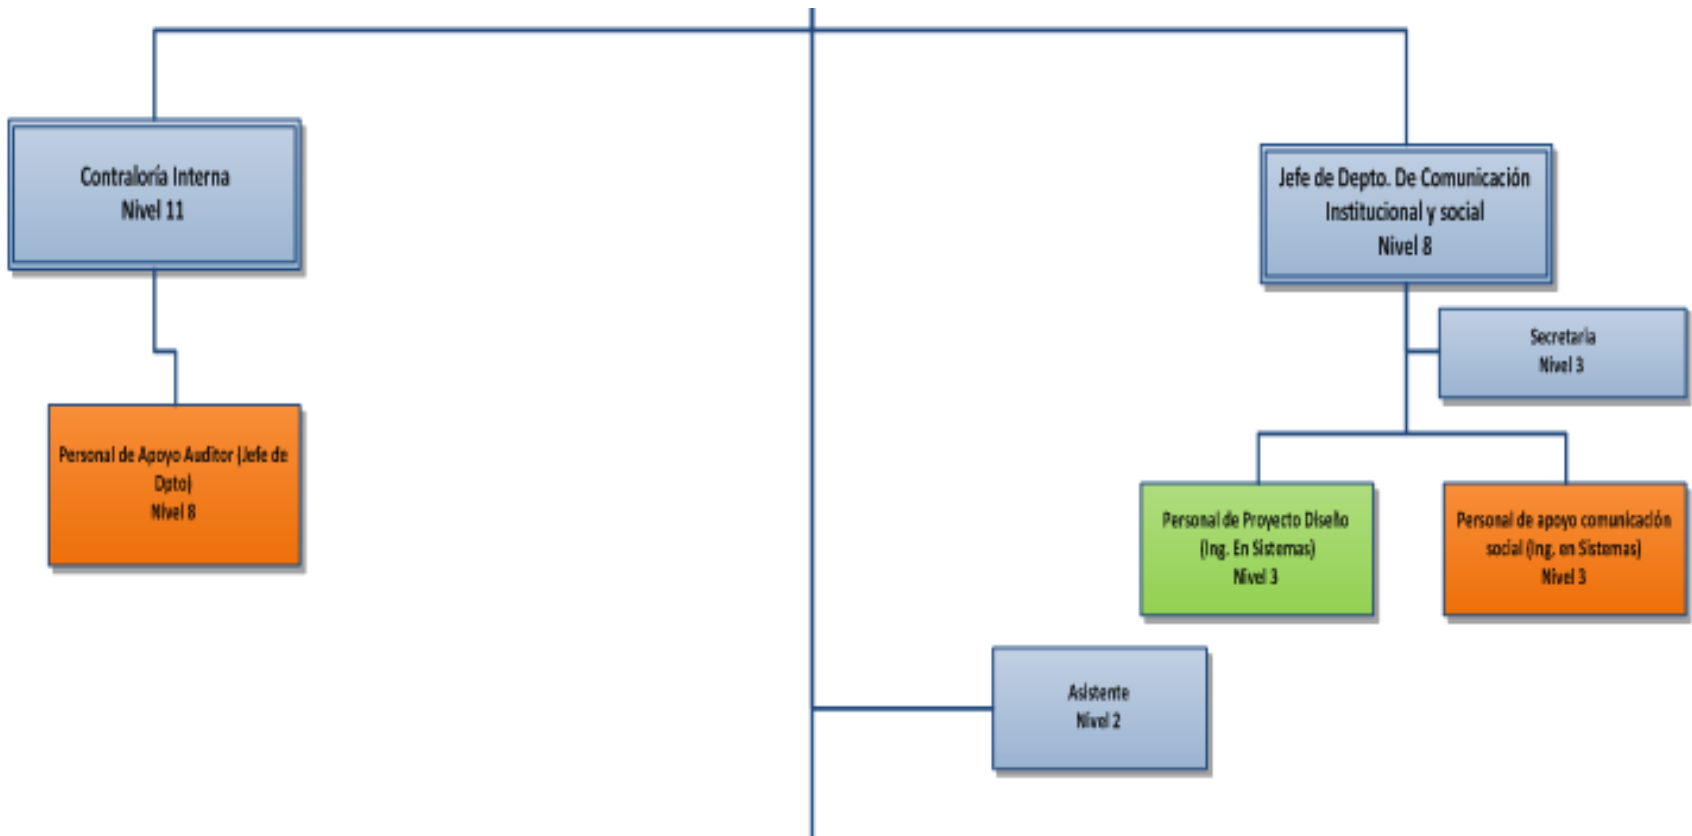 Contraloría Interna
Nivel 11
Jefe de Depto. De Comunicación
Institucional y social
Nivel 8
Secretaria
Nivel 3
Personal de Apoyo Auditor (Jefe de
Dpto)
Nivel 8
Personal de Proyecto Diseño
(Ing. En Sistemas)
Nivel 3
Personal de apoyo comunicación
social (Ing. en Sistemas)
Nivel 3
Asistente
Nivel 2